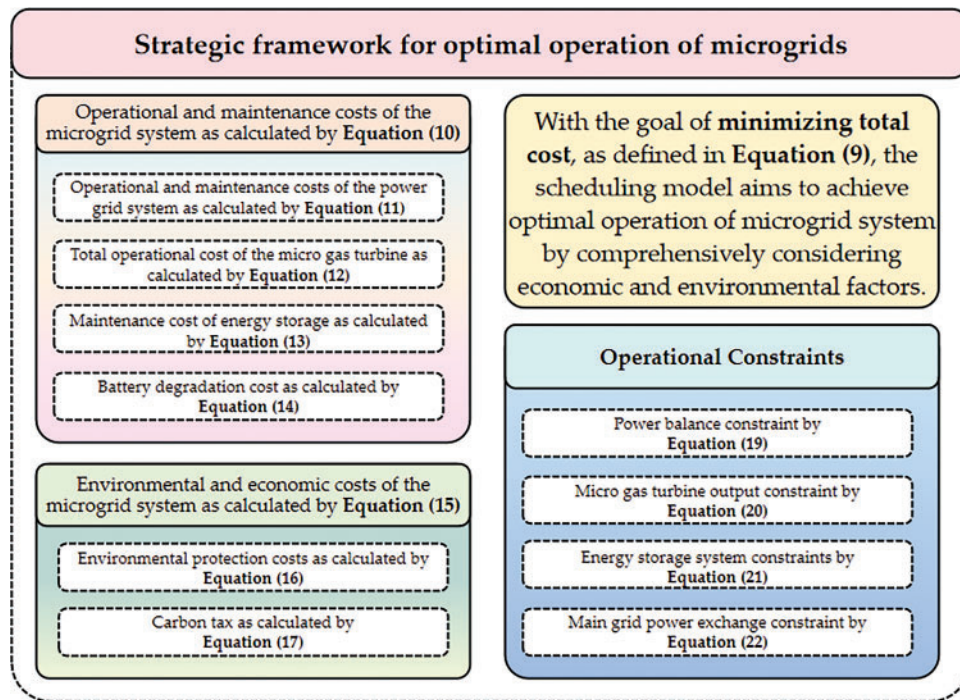 Strategic framework for optimal operation of microgrids
Operational and maintenance costs of the
microgrid system as calculated by Equation (10)
Operational and maintenance costs of the power
grid system as calculated by Equation (11)
Total operational cost of the micro gas turbine as
calculated by Equation (12)
Maintenance cost of energy storage as calculated
by Equation (13)
Battery degradation cost as calculated by
Equation (14)
Environmental and economic costs of the
microgrid system as calculated by Equation (15)
Environmental protection costs as calculated by
Equation (16)
Carbon tax as calculated by
Equation (17)
With the goal of minimizing total
cost, as defined in Equation (9), the
scheduling model aims to achieve
optimal operation of microgrid system
by comprehensively considering
economic and environmental factors.
Operational Constraints
Power balance constraint by
Equation (19)
Micro gas turbine output constraint by
Equation (20)
Energy storage system constraints by
Equation (21)
Main grid power exchange constraint by
Equation (22)